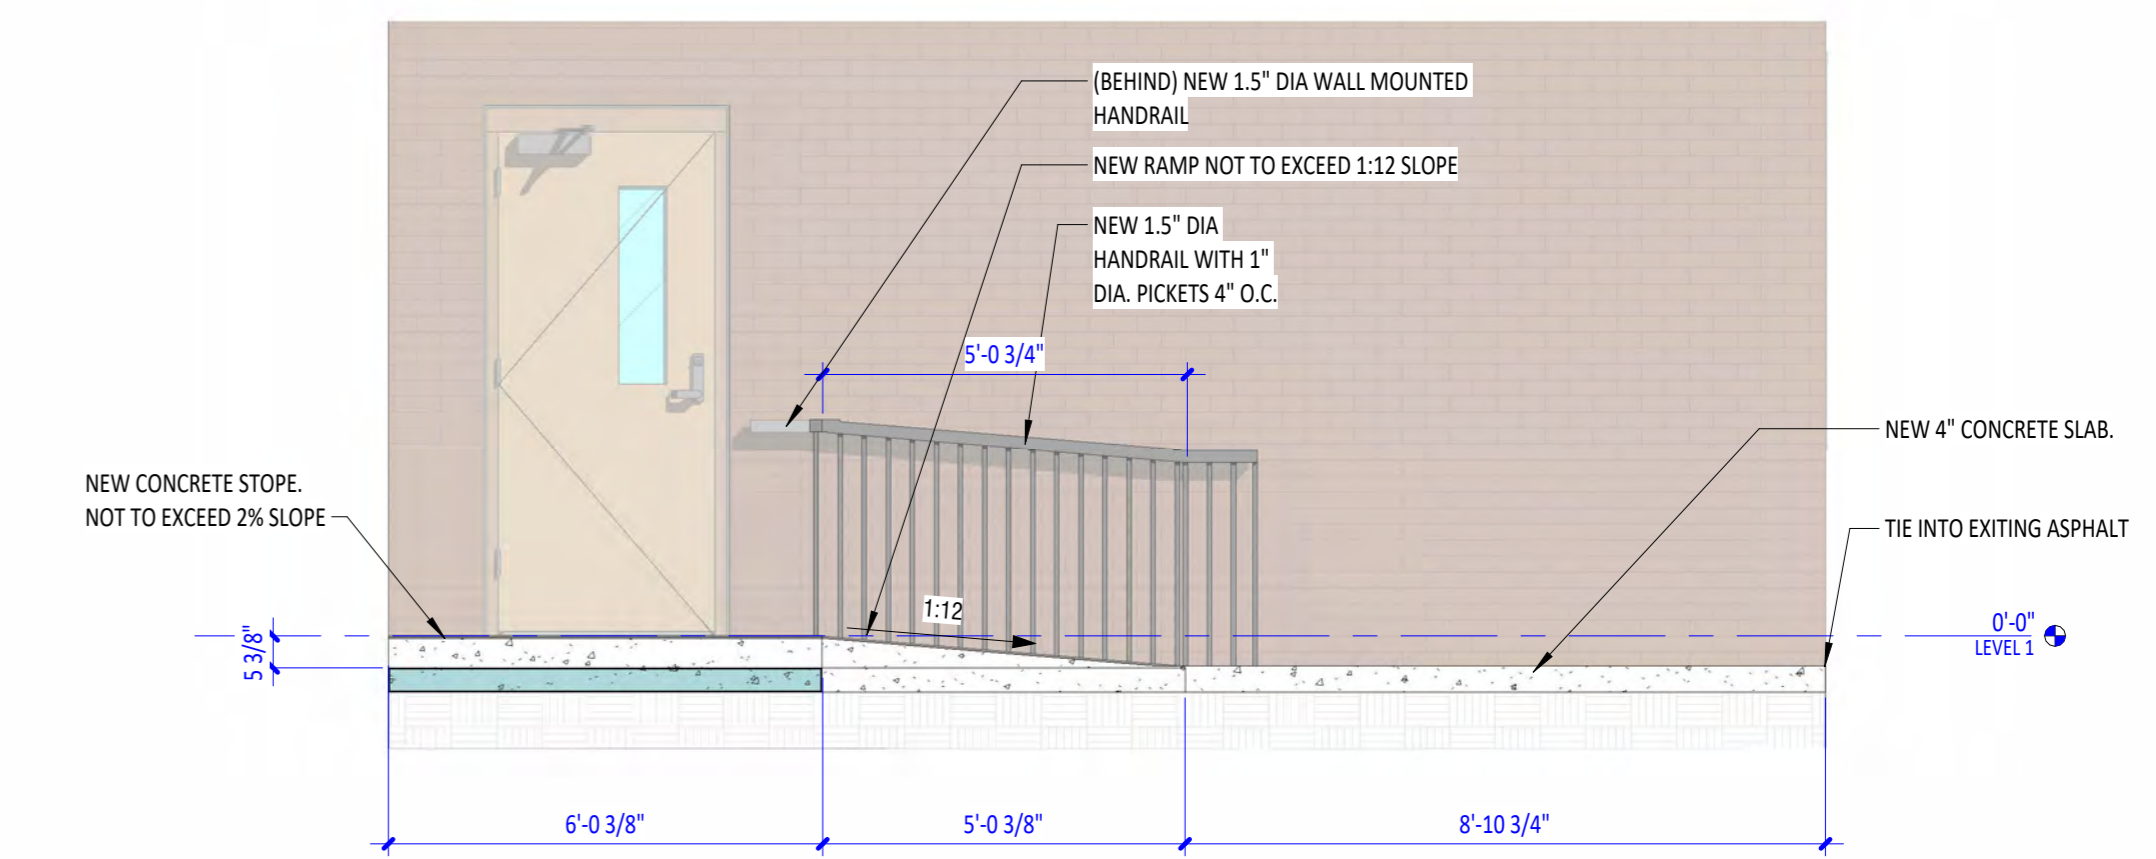 (BEHIND) NEW 1.5" DIA WALL MOUNTED
HANDRAIL
NEW RAMP NOT TO EXCEED 1:12 SLOPE
NEW 1.5" DIA
HANDRAIL WITH 1"
DIA. PICKETS 4" O.C.
5'-0 3/4"
NEW 4" CONCRETE SLAB.
NEW CONCRETE STOPE.
NOT TO EXCEED 2% SLOPE
TIE INTO EXITING ASPHALT
1:12
0'-0"
LEVEL 1
5 3/8"
6'-0 3/8"
5'-0 3/8"
8'-10 3/4"